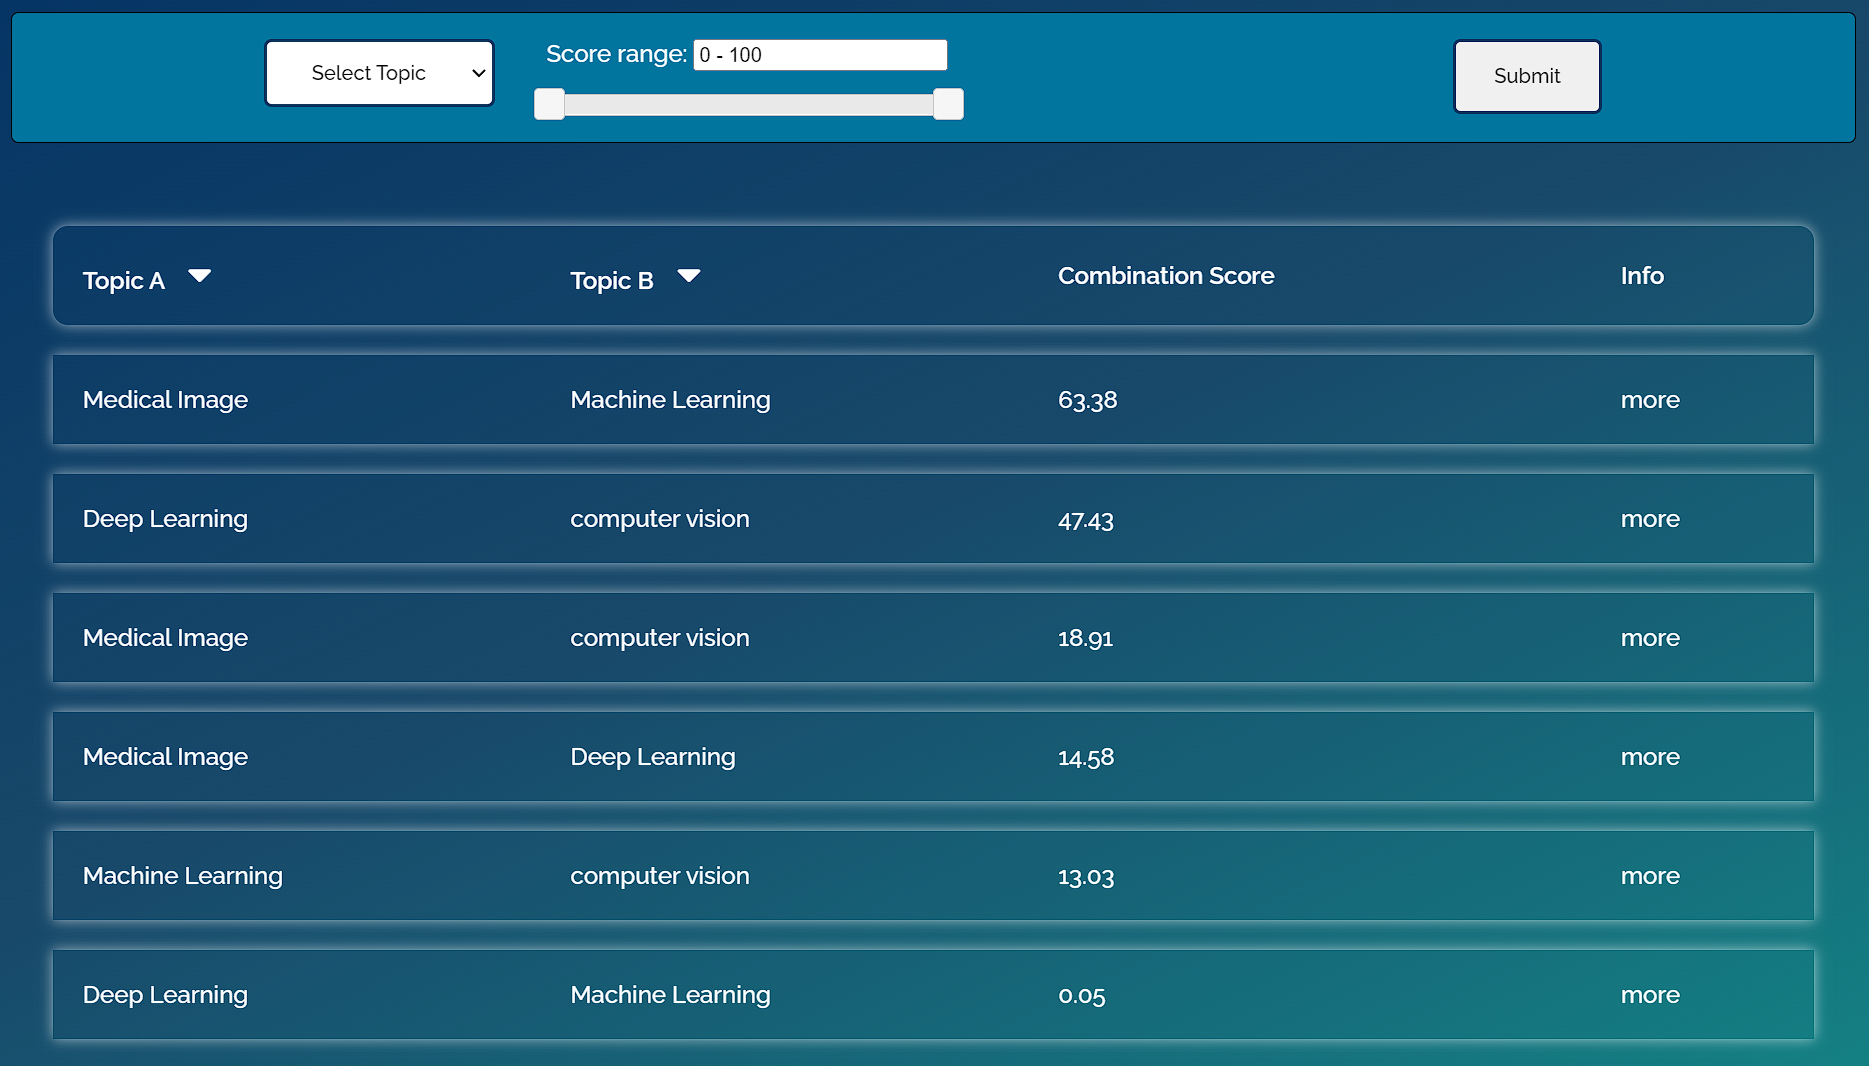 Select Topic
Score range: 0 - 100
Submit
Topic A Topic B Combination Score Info
Medical Image Machine Learning 63.38 more
Deep Learning computer vision 47.43 more
Medical Image computer vision 18.91 more
Medical Image Deep Learning 14.58 more
Machine Learning computer vision 13.03 more
Deep Learning Machine Learning 0.05 more